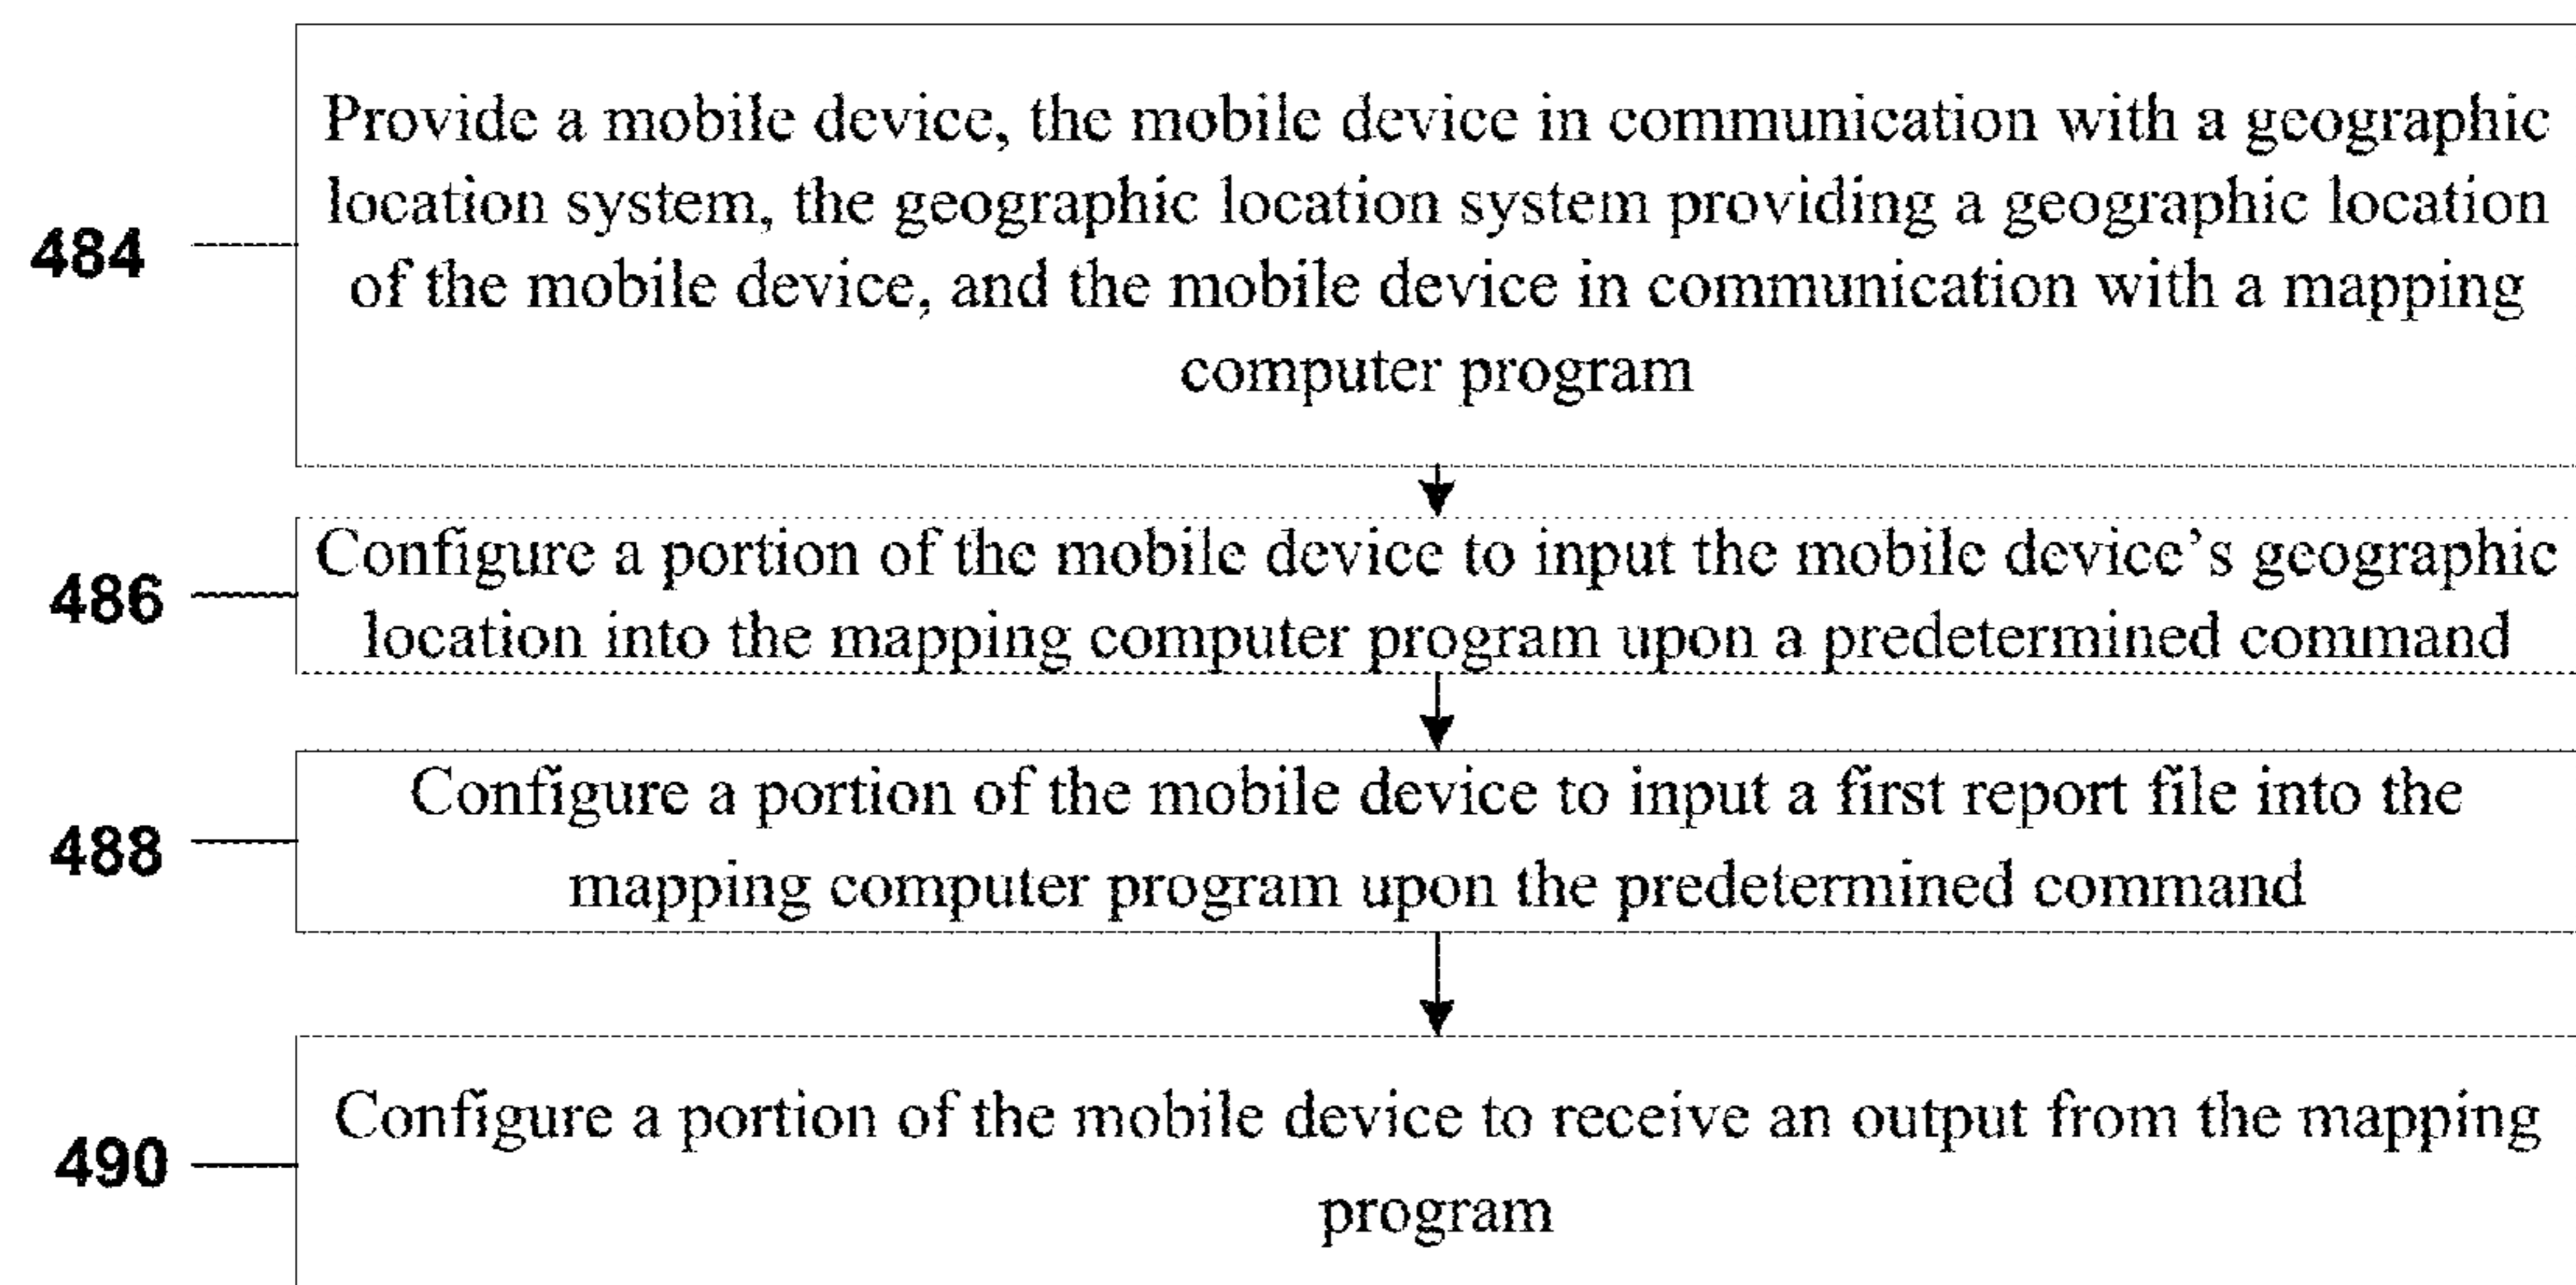 Provide a mobile device, the mobile device in communication with a geographic
location system, the geographic location system providing a geographic location
484
of the mobile device, and the mobile device in communication with a mapping
computer program
Configure a portion of the mobile device to input the mobile device's geographic
486
location into the mapping computer program upon a predetermined command
Configure a portion of the mobile device to input a first report file into the
488
mapping computer program upon the predetermined command
Configure a portion of the mobile device to receive an output from the mapping
490
program